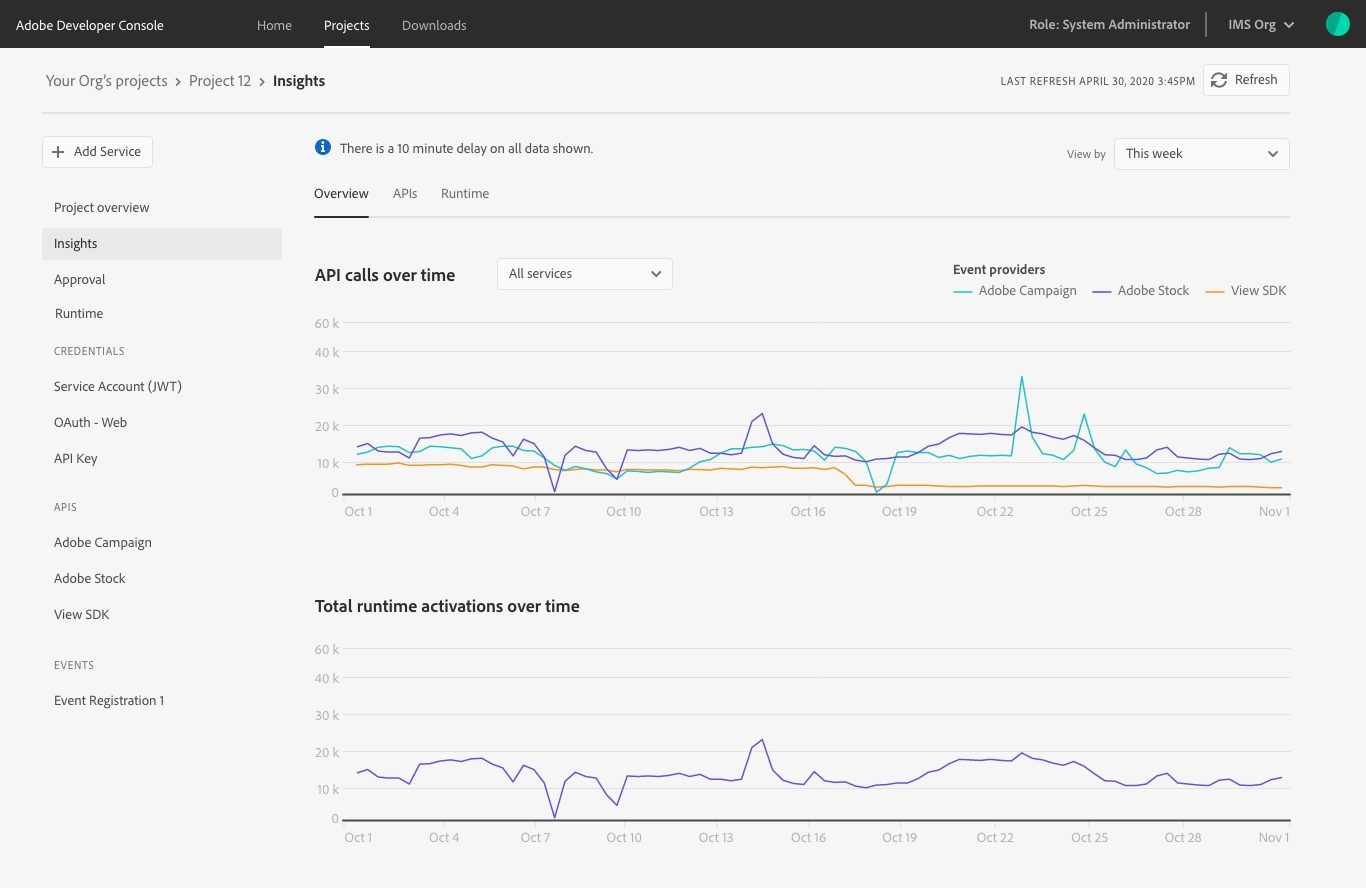 Adobe Developer Console
Home
Projects
Downloads
Role: System Administrator
IMS Org
Your Org's projects > Project 12 > Insights
LAST REFRESH APRIL 30, 2020 3:45PM
Refresh
Add Service
There is a 10 minute delay on all data shown.
View by
This week
Overview
APIs
Runtime
Project overview
Insights
Approval
Runtime
CREDENTIALS
Service Account (JWT)
OAuth - Web
API Key
APIS
Adobe Campaign
Adobe Stock
View SDK
EVENTS
Event Registration 1
API calls over time
All services
Event providers
Adobe Campaign
Adobe Stock
View SDK
60 k
40 k
30 k
20 k
10 k
0
Oct 1
Oct 4
Oct 7
Oct 10
Oct 13
Oct 16
Oct 19
Oct 22
Oct 25
Oct 28
Nov 1
Total runtime activations over time
60 k
40 k
30 k
20 k
10 k
0
Oct 1
Oct 4
Oct 7
Oct 10
Oct 13
Oct 16
Oct 19
Oct 22
Oct 25
Oct 28
Nov 1